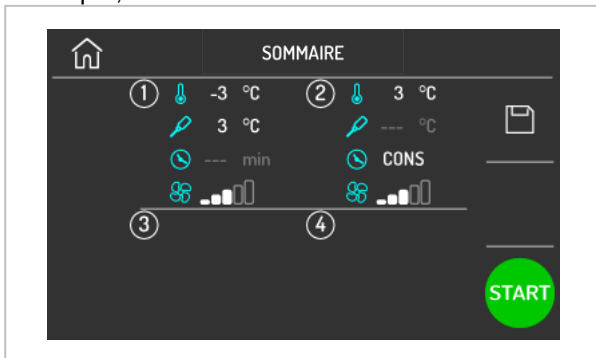 SOMMAIRE
1 -3 °C 2 3 °C
3 °C --- °C
--- min CONS
3 4
START